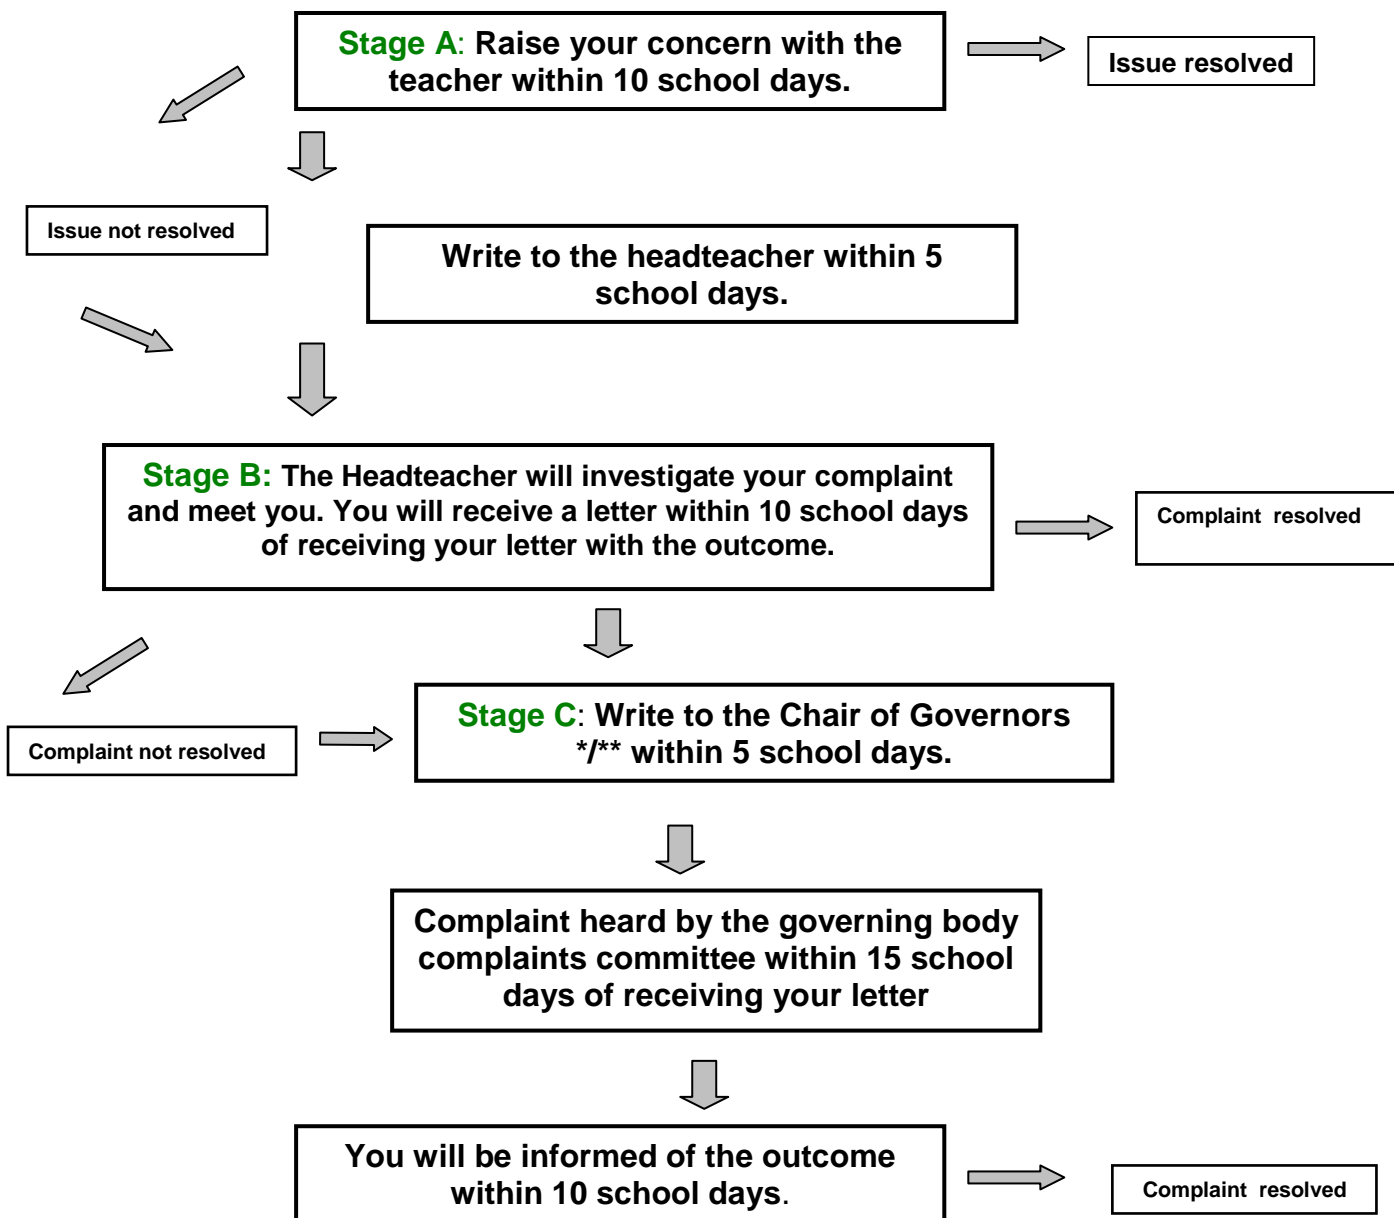 Stage A: Raise your concern with the
teacher within 10 school days.
Issue resolved
Issue not resolved
Write to the headteacher within 5
school days.
Stage B: The Headteacher will investigate your complaint
and meet you. You will receive a letter within 10 school days
of receiving your letter with the outcome.
Complaint resolved
Stage C: Write to the Chair of Governors
*/** within 5 school days.
Complaint not resolved
Complaint heard by the governing body
complaints committee within 15 school
days of receiving your letter
You will be informed of the outcome
within 10 school days.
Complaint resolved